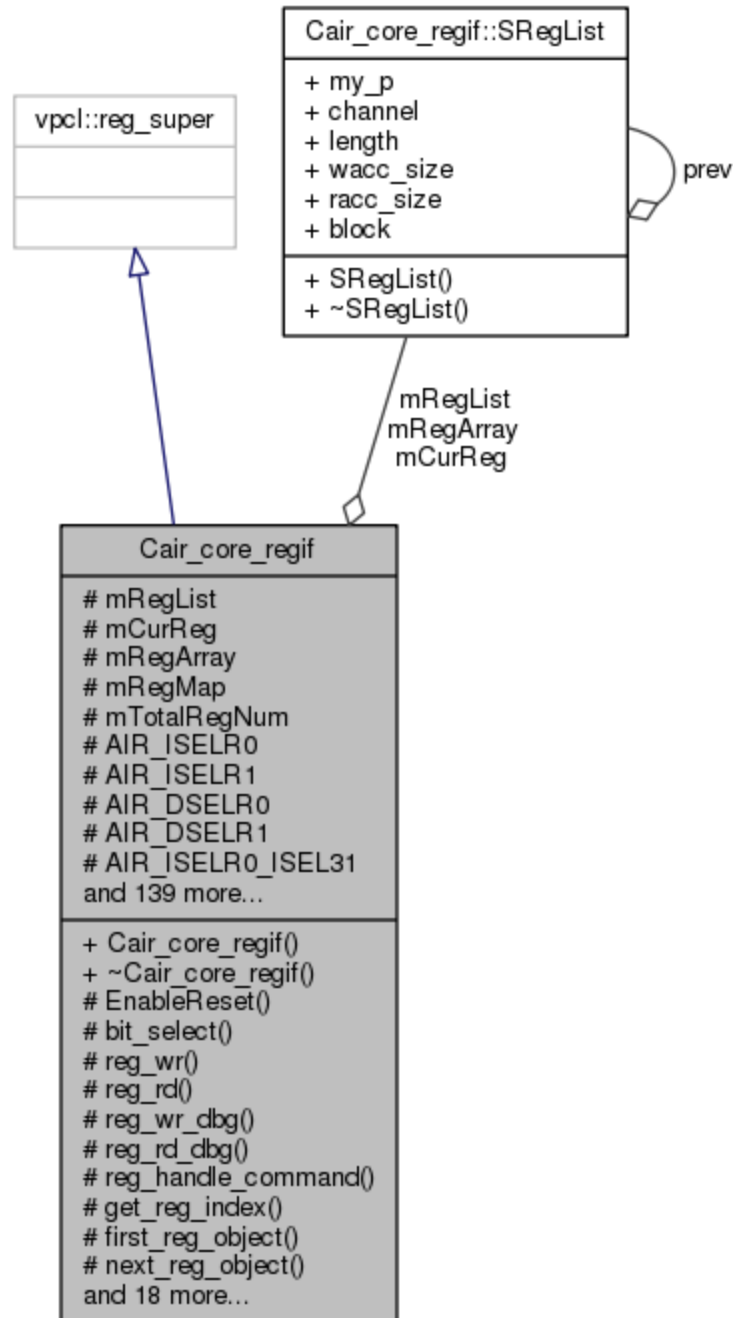 Cair_core_regif::SRegList
+ my_p
+ channel
+ length
+ wacc_size
+ racc_size
+ block
+ SRegList()
+ ~SRegList()
prev
vpcl::reg_super
mRegList
mRegArray
mCurReg
Cair_core_regif
# mRegList
# mCurReg
# mRegArray
# mRegMap
# mTotalRegNum
# AIR_ISELR0
# AIR_ISELR1
# AIR_DSELR0
# AIR_DSELR1
# AIR_ISELR0_ISEL31
and 139 more...
+ Cair_core_regif()
+ ~Cair_core_regif()
# EnableReset()
# bit_select()
# reg_wr()
# reg_rd()
# reg_wr_dbg()
# reg_rd_dbg()
# reg_handle_command()
# get_reg_index()
# first_reg_object()
# next_reg_object()
and 18 more...